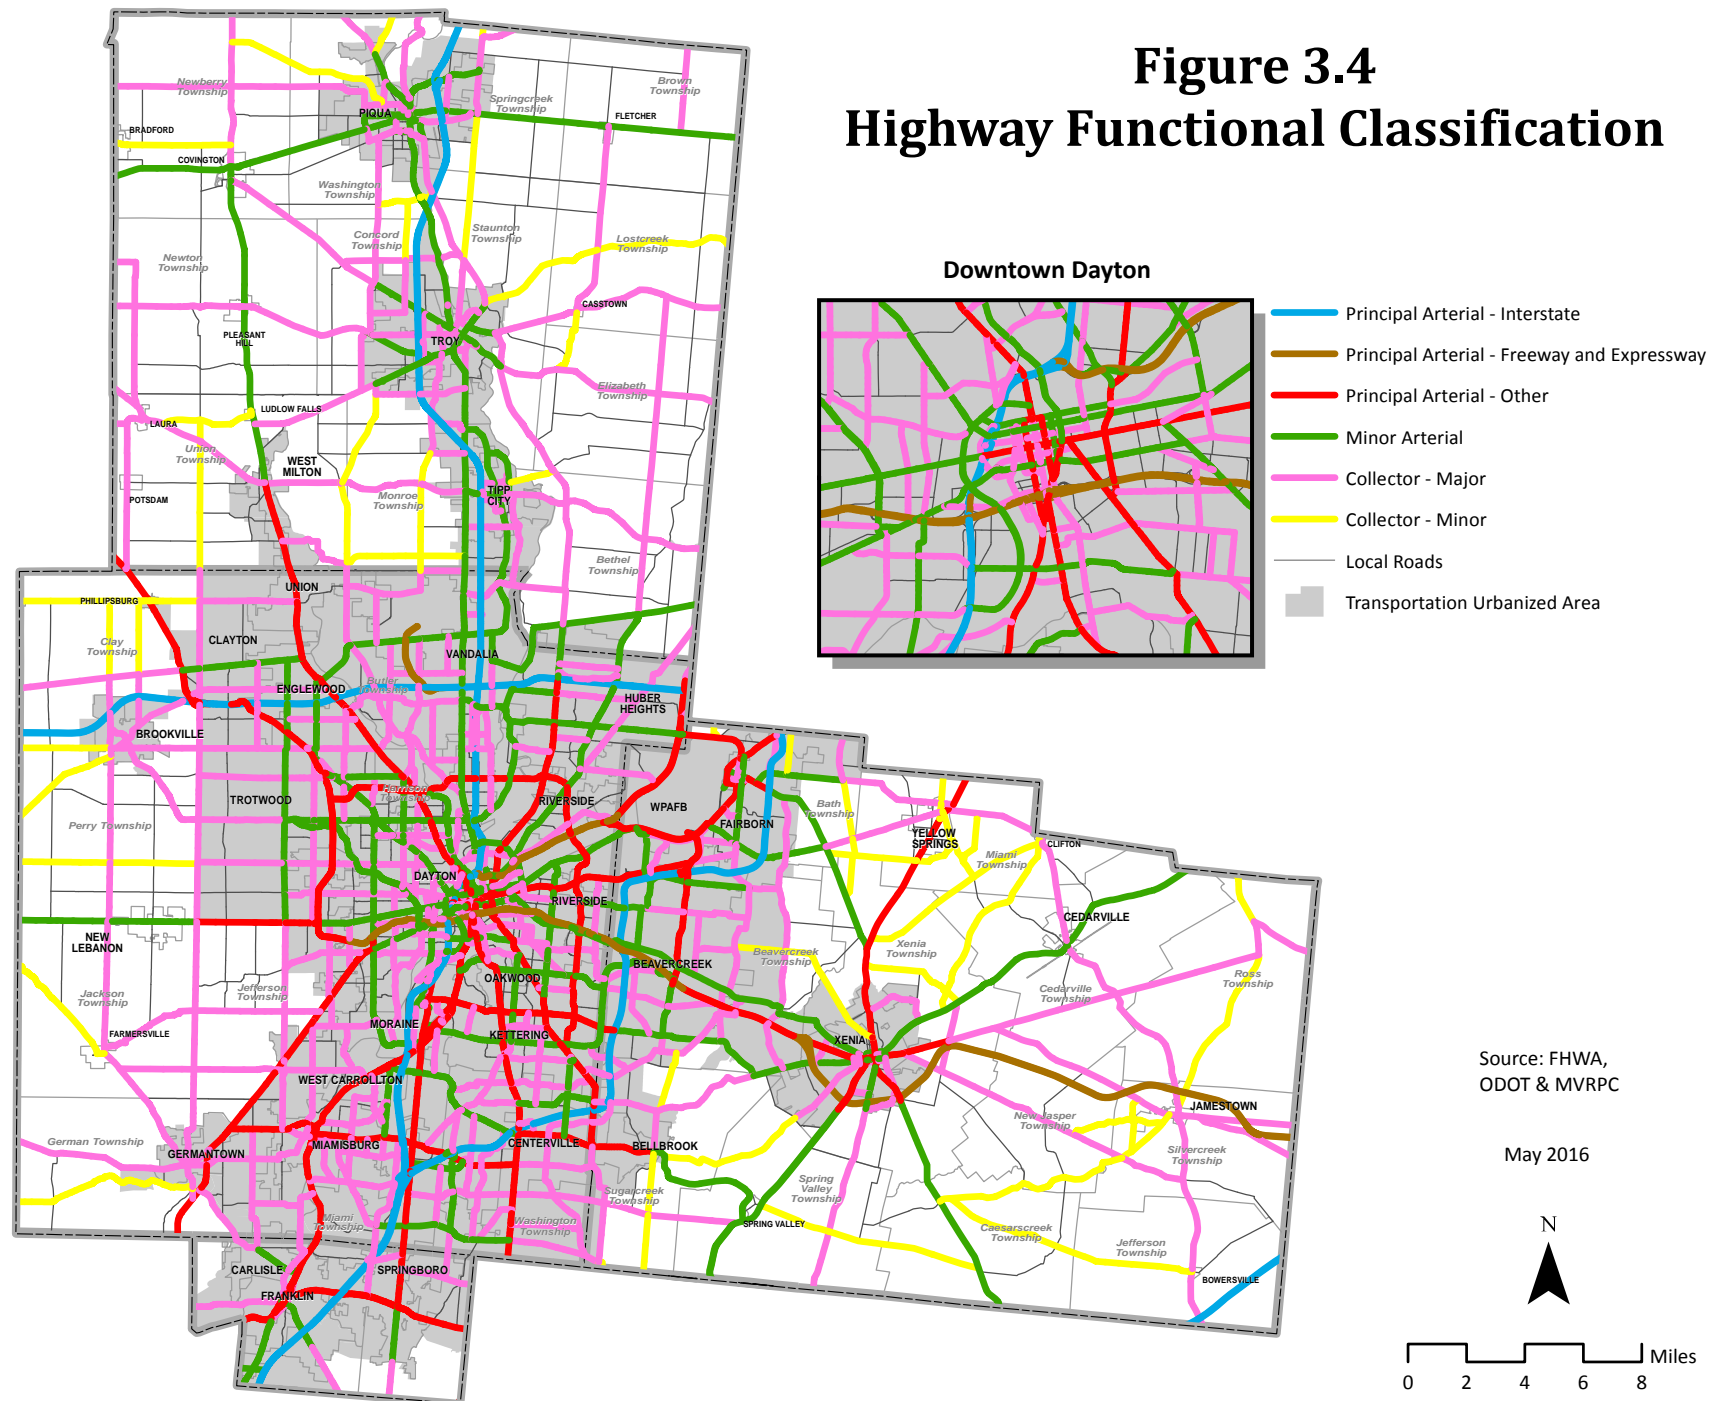 Figure 3.4
Highway Functional Classification
Newberry
Township
Brown
Township
Springcreek
Township
PIQUA
FLETCHER
BRADFORD
COVINGTON
Washington
Township
Concord
Township
Staunton
Township
Lostcreek
Township
Newton
Township
CASSTOWN
PLEASANT
HILL
TROY
Elizabeth
Township
LUDLOW FALLS
LAURA
Union
Township
WEST
MILTON
POTSDAM
Monroe
Township
TIPP
CITY
Bethel
Township
Downtown Dayton
Principal Arterial - Interstate
Principal Arterial - Freeway and Expressway
Principal Arterial - Other
Minor Arterial
Collector - Major
Collector - Minor
Local Roads
Transportation Urbanized Area
UNION
PHILLIPSBURG
Clay
Township
CLAYTON
VANDALIA
ENGLEWOOD
Butler
Township
HUBER
HEIGHTS
BROOKVILLE
TROTWOOD
Harrison
Township
RIVERSIDE
WPAFB
Perry Township
FAIRBORN
Bath
Township
YELLOW
SPRINGS
Miami
Township
CLIFTON
DAYTON
RIVERSIDE
CEDARVILLE
NEW
LEBANON
Xenia
Township
Beavercreek
Township
BEAVERCREEK
OAKWOOD
Jackson
Township
Jefferson
Township
Cedarville
Township
Ross
Township
FARMERSVILLE
MORAINE
KETTERING
XENIA
WEST CARROLLTON
JAMESTOWN
New Jasper
Township
German Township
GERMANTOWN
MIAMISBURG
CENTERVILLE
BELLBROOK
Silvercreek
Township
Spring
Valley
Township
Sugarcreek
Township
Miami
Township
Washington
Township
SPRING VALLEY
Caesarscreek
Township
Jefferson
Township
CARLISLE
SPRINGBORO
BOWERSVILLE
FRANKLIN
Source: FHWA,
ODOT & MVRPC
May 2016
N
Miles
0 2 4 6 8